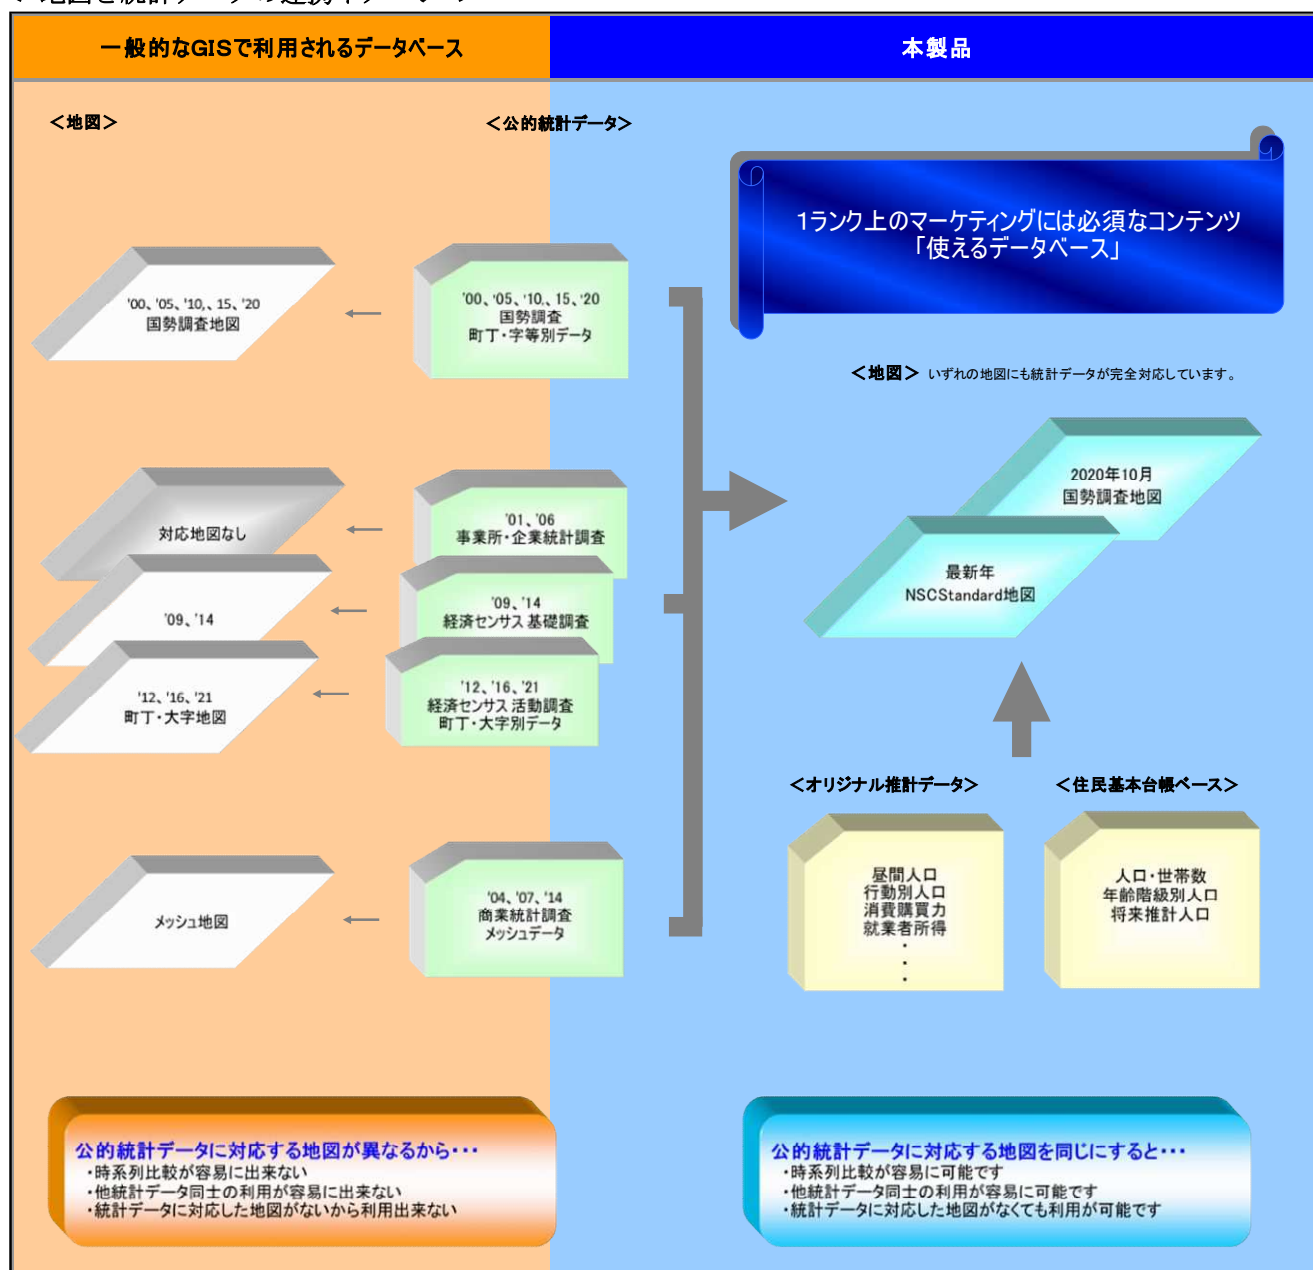 一般的なGISで利用されるデータベース
本製品
＜地図＞
＜公的統計データ＞
1ランク上のマーケティングには必須なコンテンツ
「使えるデータベース」
'00、'05、'10,、15、'20
国勢調査地図
'00、'05、'10,、15、'20
国勢調査
町丁・字等別データ
＜地図＞ いずれの地図にも統計データが完全対応しています。
対応地図なし
'01、'06
事業所・企業統計調査
2020年10月
国勢調査地図
最新年
NSCStandard地図
'09、'14
'09、'14
経済センサス 基礎調査
'12、'16、'21
町丁・大字地図
'12、'16、'21
経済センサス 活動調査
町丁・大字別データ
＜オリジナル推計データ＞
＜住民基本台帳ベース＞
メッシュ地図
'04、'07、'14
商業統計調査
メッシュデータ
昼間人口
行動別人口
消費購買力
就業者所得
・
・
・
人口・世帯数
年齢階級別人口
将来推計人口
公的統計データに対応する地図が異なるから・・・
・時系列比較が容易に出来ない
・他統計データ同士の利用が容易に出来ない
・統計データに対応した地図がないから利用出来ない
公的統計データに対応する地図を同じにすると・・・
・時系列比較が容易に可能です
・他統計データ同士の利用が容易に可能です
・統計データに対応した地図がなくても利用が可能です